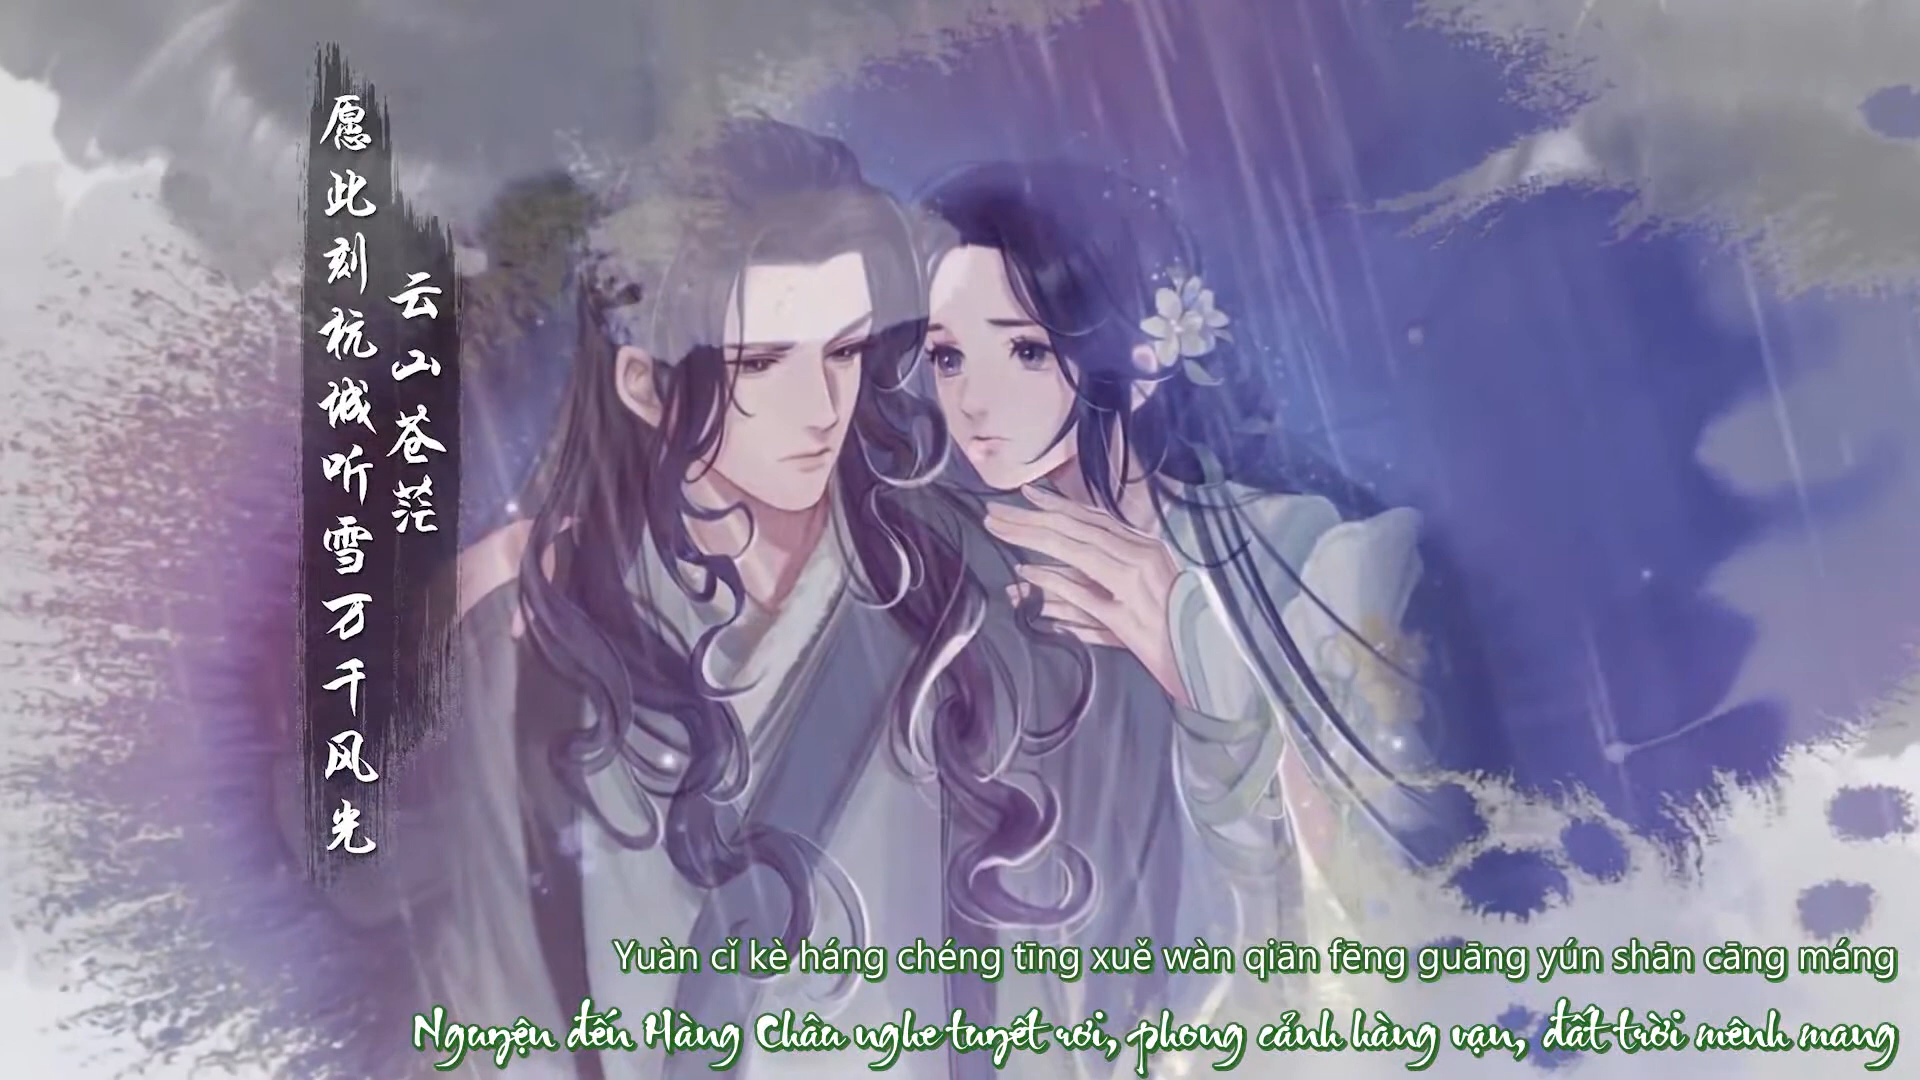 愿此刻杭城听雪万千风光
云山苍茫
Yuàn cǐ kè háng chéng tīng xuě wàn qiān fēng guāng yún shān cāng máng
Nguyện đến Hàng Châu nghe tuyết rơi, phong cảnh hàng vạn, đất trời mênh mang